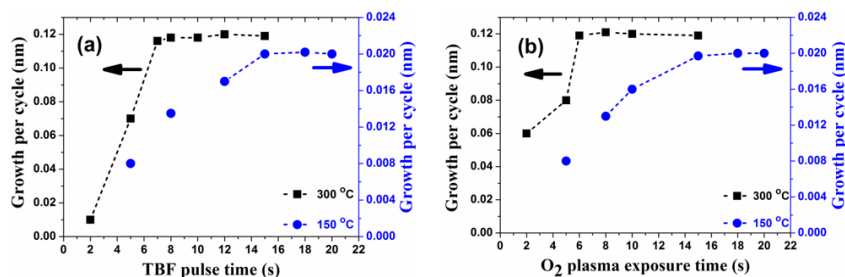 (a)
Growth per cycle (nm)
0.12
0.10
0.08
0.06
0.04
0.02
0.00
0 2 4 6 8 10 12 14 16 18 20 22
TBF pulse time (s)
0.024
0.020
0.016
0.012
0.008
0.004
0.000
Growth per cycle (nm)
300 °C
150 °C
(b)
Growth per cycle (nm)
0.12
0.10
0.08
0.06
0.04
0.02
0.00
0 2 4 6 8 10 12 14 16 18 20 22
O₂ plasma exposure time (s)
0.024
0.020
0.016
0.012
0.008
0.004
0.000
Growth per cycle (nm)
300 °C
150 °C